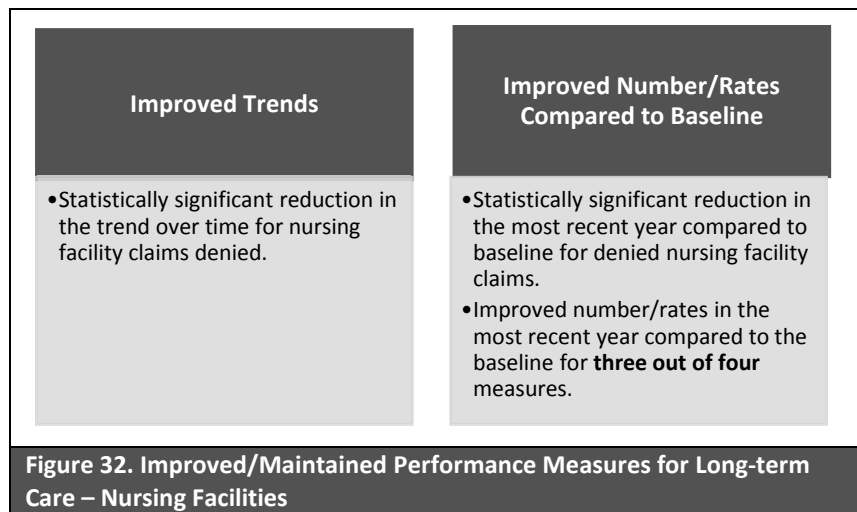 Improved Trends
•Statistically significant reduction in
the trend over time for nursing
facility claims denied.
Improved Number/Rates
Compared to Baseline
•Statistically significant reduction in
the most recent year compared to
baseline for denied nursing facility
claims.
•Improved number/rates in the
most recent year compared to the
baseline for three out of four
measures.
Figure 32. Improved/Maintained Performance Measures for Long-term
Care – Nursing Facilities